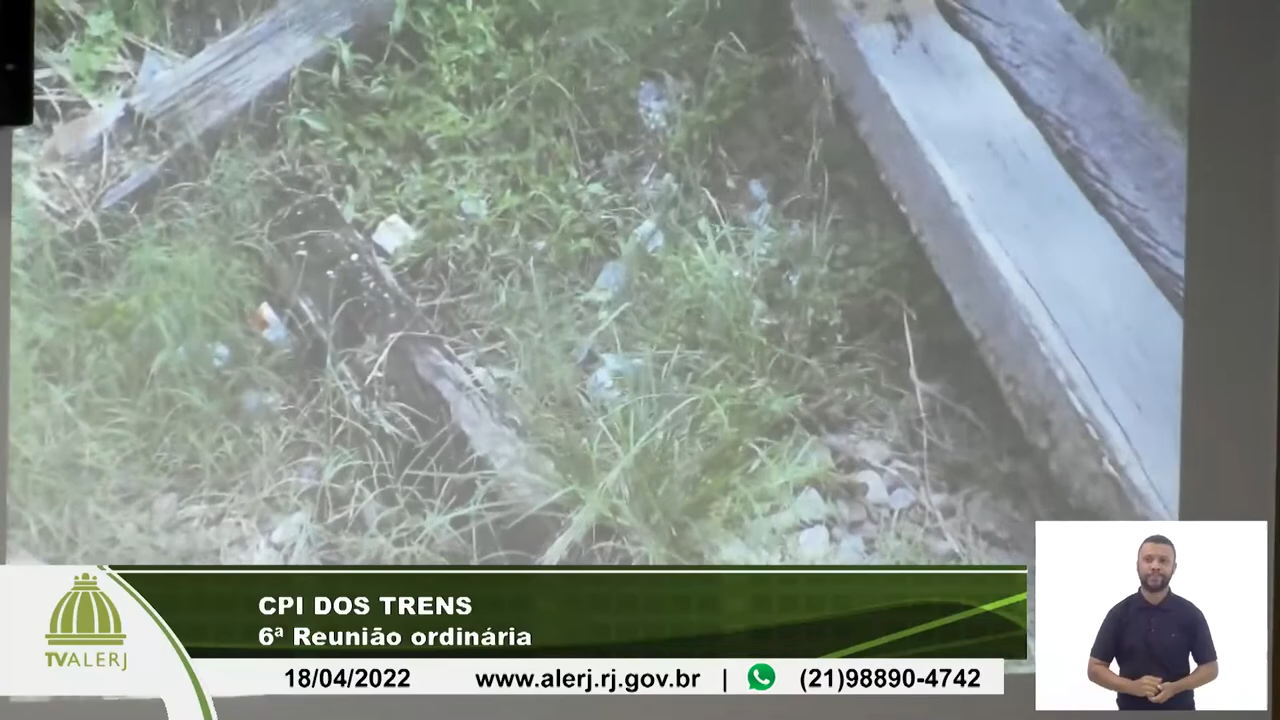 CPI DOS TRENS
6ª Reunião ordinária
TVALERJ
18/04/2022 www.alerj.rj.gov.br | (21)98890-4742